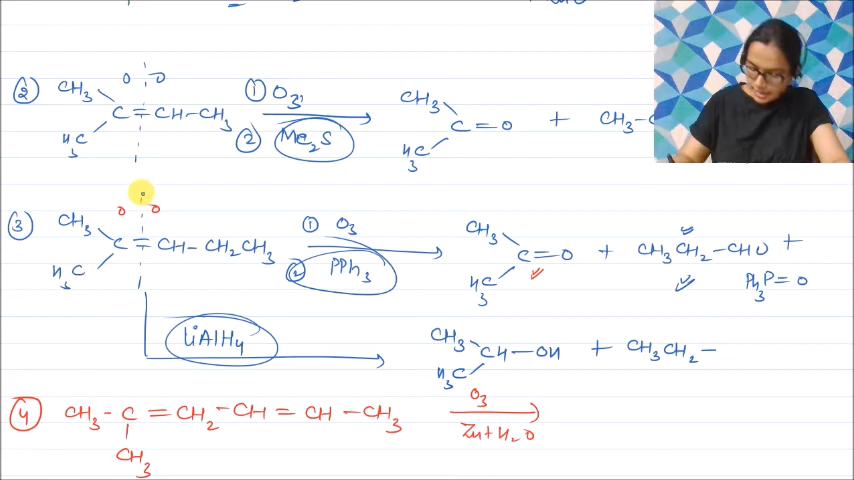 ② CH3 O O ① O3, CH3
C = CH-CH3 C=O + CH3-
H3C ② Me2S H3C
③ CH3 O O ① O3 CH3
C = CH- CH2CH3 C=O + CH3CH2-CHO +
H3C ② PPh3 H3C Ph3P=O
LiAlH4 CH3
CH-OH + CH3CH2-
H3C
④ CH3-C=CH2-CH=CH-CH3 O3
CH3 Zn+H2O